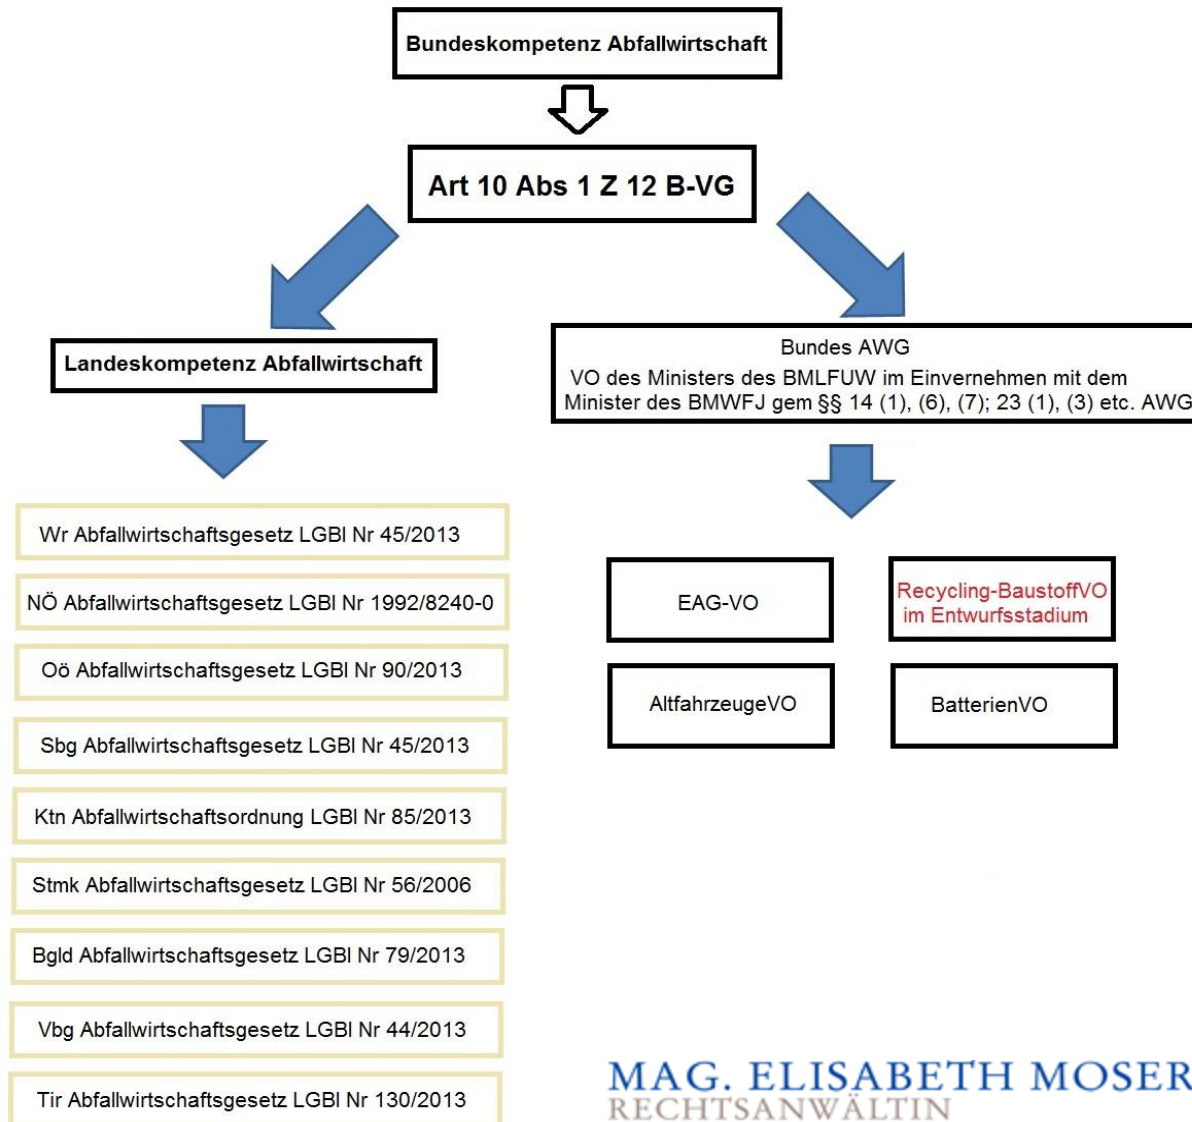 Bundeskompetenz Abfallwirtschaft
Art 10 Abs 1 Z 12 B-VG
Landeskompetenz Abfallwirtschaft
Wr Abfallwirtschaftsgesetz LGBl Nr 45/2013
NÖ Abfallwirtschaftsgesetz LGBl Nr 1992/8240-0
Oö Abfallwirtschaftsgesetz LGBl Nr 90/2013
Sbg Abfallwirtschaftsgesetz LGBl Nr 45/2013
Ktn Abfallwirtschaftsordnung LGBl Nr 85/2013
Stmk Abfallwirtschaftsgesetz LGBl Nr 56/2006
Bgld Abfallwirtschaftsgesetz LGBl Nr 79/2013
Vbg Abfallwirtschaftsgesetz LGBl Nr 44/2013
Tir Abfallwirtschaftsgesetz LGBl Nr 130/2013
Bundes AWG
VO des Ministers des BMLFUW im Einvernehmen mit dem
Minister des BMWFJ gem §§ 14 (1), (6), (7); 23 (1), (3) etc. AWG
EAG-VO
Recycling-BaustoffVO
im Entwurfsstadium
AltfahrzeugeVO
BatterienVO
MAG. ELISABETH MOSER
RECHTSANWÄLTIN